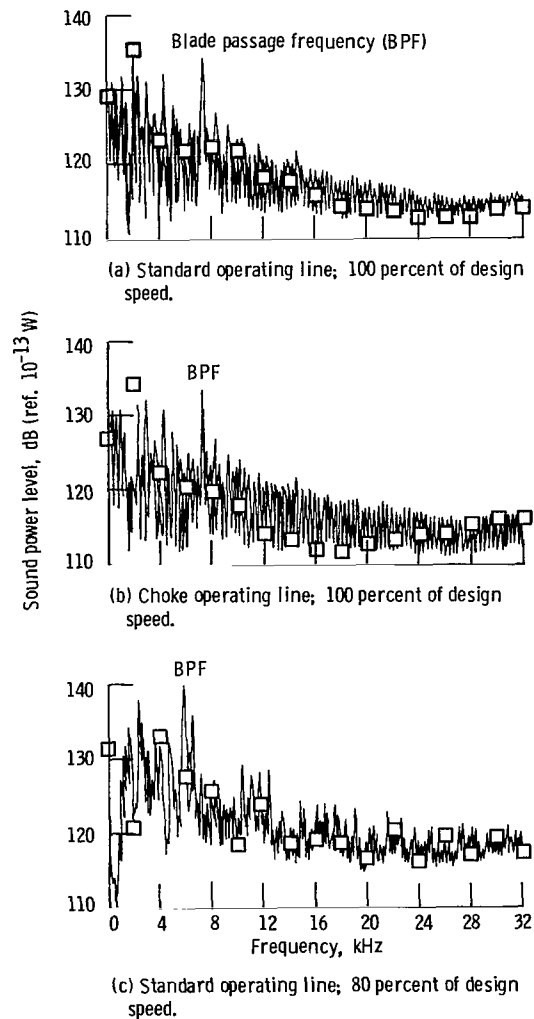 140
Blade passage frequency (BPF)
130
120
110
(a) Standard operating line; 100 percent of design
speed.
Sound power level, dB (ref. 10⁻¹³ W)
140
BPF
130
120
110
(b) Choke operating line; 100 percent of design
speed.
BPF
140
130
120
110
0 4 8 12 16 20 24 28 32
Frequency, kHz
(c) Standard operating line; 80 percent of design
speed.